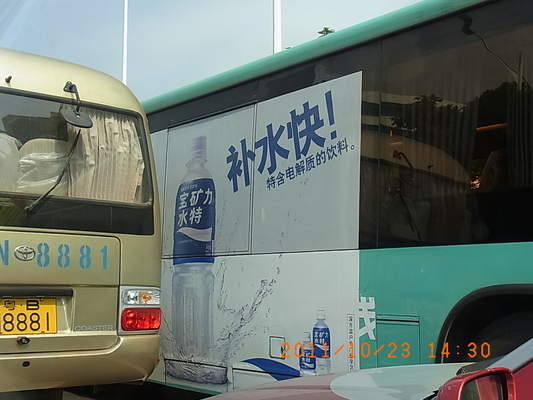 补水快!
特含电解质的饮料。
宝矿力
水特
N 8881
粤B
8881
COASTER
线
2011/10/23 14:30